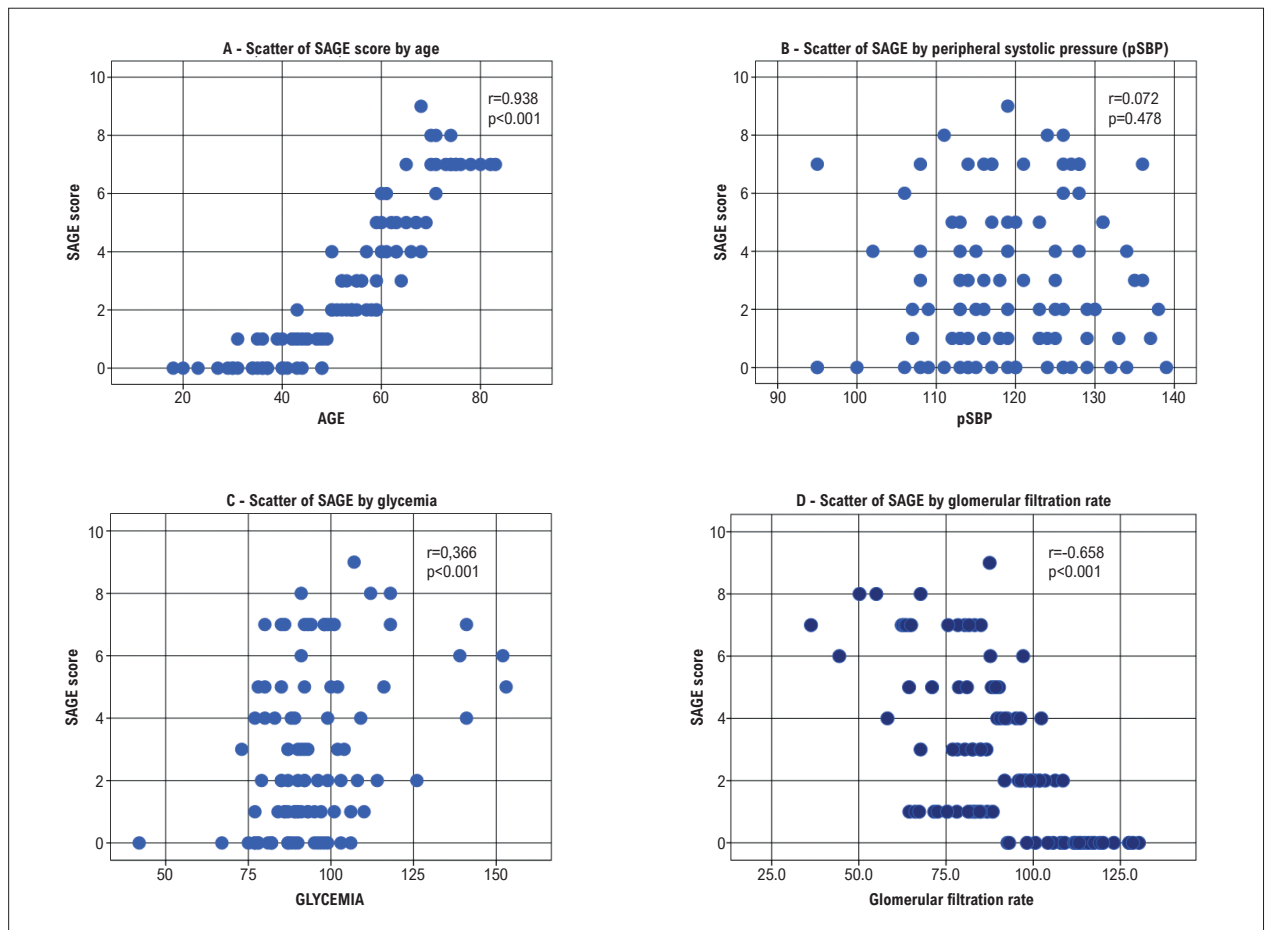 A - Scatter of SAGE score by age
10
8
6
4
2
0
SAGE score
r=0.938
p<0.001
20
40
60
80
AGE
B - Scatter of SAGE by peripheral systolic pressure (pSBP)
10
8
6
4
2
0
SAGE score
r=0.072
p=0.478
90
100
110
120
130
140
pSBP
C - Scatter of SAGE by glycemia
10
8
6
4
2
0
SAGE score
r=0,366
p<0.001
50
75
100
125
150
GLYCEMIA
D - Scatter of SAGE by glomerular filtration rate
10
8
6
4
2
0
SAGE score
r=-0.658
p<0.001
25.0
50.0
75.0
100.0
125.0
Glomerular filtration rate